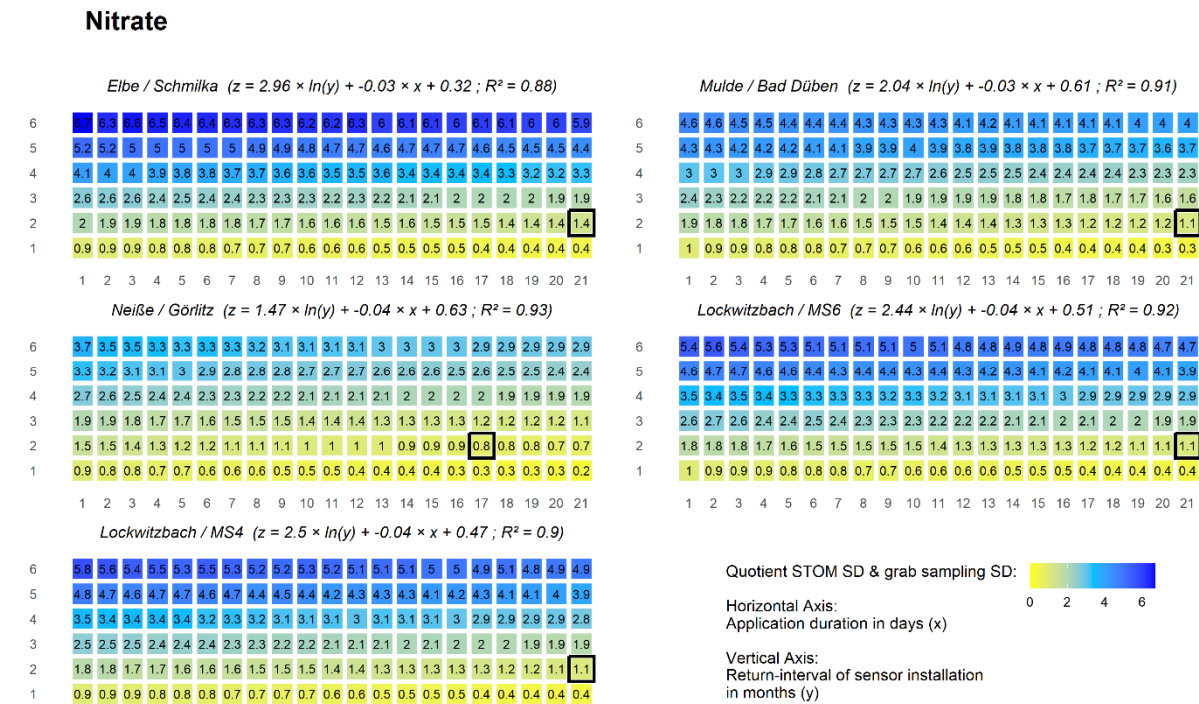 Nitrate
Elbe / Schmilka (z = 2.96 × ln(y) + -0.03 × x + 0.32 ; R² = 0.88)
6 6.7 6.3 6.6 6.5 6.4 6.4 6.3 6.3 6.3 6.2 6.2 6.3 6 6.1 6.1 6 6.1 6.1 6 6 5.9
5 5.2 5.2 5 5 5 5 5 4.9 4.9 4.8 4.7 4.7 4.6 4.7 4.7 4.7 4.6 4.5 4.5 4.5 4.4
4 4.1 4 4 3.9 3.8 3.8 3.7 3.7 3.6 3.6 3.5 3.5 3.6 3.4 3.4 3.4 3.4 3.3 3.2 3.2 3.3
3 2.6 2.6 2.6 2.4 2.5 2.4 2.4 2.3 2.3 2.3 2.2 2.3 2.2 2.1 2.1 2 2 2 2 1.9 1.9
2 2 1.9 1.9 1.8 1.8 1.8 1.8 1.7 1.7 1.6 1.6 1.6 1.5 1.6 1.5 1.5 1.5 1.4 1.4 1.4 1.4
1 0.9 0.9 0.9 0.8 0.8 0.8 0.7 0.7 0.7 0.6 0.6 0.6 0.5 0.5 0.5 0.5 0.4 0.4 0.4 0.4 0.4
1 2 3 4 5 6 7 8 9 10 11 12 13 14 15 16 17 18 19 20 21
Mulde / Bad Düben (z = 2.04 × ln(y) + -0.03 × x + 0.61 ; R² = 0.91)
6 4.6 4.6 4.5 4.5 4.4 4.4 4.4 4.3 4.3 4.3 4.3 4.1 4.2 4.1 4.1 4.1 4.1 4.1 4 4 4
5 4.3 4.3 4.2 4.2 4.2 4.1 4.1 3.9 3.9 4 3.9 3.8 3.9 3.8 3.8 3.8 3.7 3.7 3.7 3.6 3.7
4 3 3 3 2.9 2.9 2.8 2.7 2.7 2.7 2.7 2.6 2.5 2.5 2.5 2.4 2.4 2.4 2.4 2.3 2.3 2.3
3 2.4 2.3 2.2 2.2 2.2 2.1 2.1 2 2 1.9 1.9 1.9 1.9 1.8 1.8 1.7 1.8 1.7 1.7 1.6 1.6
2 1.9 1.8 1.8 1.7 1.7 1.6 1.6 1.5 1.5 1.5 1.4 1.4 1.4 1.3 1.3 1.3 1.2 1.2 1.2 1.2 1.1
1 1 0.9 0.9 0.8 0.8 0.7 0.7 0.7 0.6 0.6 0.6 0.6 0.5 0.5 0.5 0.4 0.4 0.4 0.4 0.3 0.3
1 2 3 4 5 6 7 8 9 10 11 12 13 14 15 16 17 18 19 20 21
Neiße / Görlitz (z = 1.47 × ln(y) + -0.04 × x + 0.63 ; R² = 0.93)
6 3.7 3.5 3.5 3.3 3.3 3.3 3.3 3.2 3.1 3.1 3.1 3.1 3 3 3 3 2.9 2.9 2.9 2.9 2.9
5 3.3 3.2 3.1 3.1 3 2.9 2.8 2.8 2.8 2.7 2.7 2.7 2.6 2.6 2.6 2.5 2.6 2.5 2.5 2.4 2.4
4 2.7 2.6 2.5 2.4 2.4 2.3 2.3 2.2 2.2 2.1 2.1 2.1 2.1 2 2 2 2 1.9 1.9 1.9 1.9
3 1.9 1.9 1.8 1.7 1.7 1.6 1.5 1.5 1.5 1.4 1.4 1.4 1.3 1.3 1.3 1.3 1.2 1.2 1.2 1.2 1.1
2 1.5 1.5 1.4 1.3 1.2 1.2 1.1 1.1 1.1 1 1 1 1 0.9 0.9 0.9 0.8 0.8 0.8 0.7 0.7
1 0.9 0.8 0.8 0.7 0.7 0.6 0.6 0.6 0.5 0.5 0.5 0.4 0.4 0.4 0.4 0.3 0.3 0.3 0.3 0.3 0.2
1 2 3 4 5 6 7 8 9 10 11 12 13 14 15 16 17 18 19 20 21
Lockwitzbach / MS6 (z = 2.44 × ln(y) + -0.04 × x + 0.51 ; R² = 0.92)
6 5.4 5.6 5.4 5.3 5.3 5.1 5.1 5.1 5.1 5 5.1 4.8 4.8 4.9 4.8 4.9 4.8 4.8 4.8 4.7 4.7
5 4.6 4.7 4.7 4.6 4.6 4.4 4.3 4.4 4.4 4.3 4.4 4.3 4.2 4.3 4.1 4.2 4.1 4.1 4 4.1 3.9
4 3.5 3.4 3.5 3.4 3.3 3.3 3.3 3.3 3.2 3.2 3.1 3.1 3.1 3.1 3 2.9 2.9 2.9 2.9 2.9 2.9
3 2.6 2.7 2.6 2.4 2.4 2.5 2.4 2.3 2.3 2.3 2.2 2.2 2.1 2.1 2 2.1 2 2 1.9 1.9
2 1.8 1.8 1.8 1.7 1.6 1.5 1.5 1.5 1.5 1.5 1.4 1.4 1.3 1.3 1.3 1.3 1.2 1.2 1.1 1.1 1.1
1 1 0.9 0.9 0.9 0.8 0.8 0.7 0.7 0.7 0.6 0.6 0.6 0.6 0.5 0.5 0.5 0.4 0.4 0.4 0.4 0.4
1 2 3 4 5 6 7 8 9 10 11 12 13 14 15 16 17 18 19 20 21
Lockwitzbach / MS4 (z = 2.5 × ln(y) + -0.04 × x + 0.47 ; R² = 0.9)
6 5.8 5.6 5.4 5.5 5.3 5.5 5.3 5.2 5.2 5.3 5.2 5.1 5.1 5.1 5 5 4.9 5.1 4.8 4.9 4.9
5 4.8 4.7 4.6 4.7 4.7 4.6 4.7 4.4 4.5 4.4 4.2 4.3 4.3 4.3 4.1 4.2 4.3 4.1 4.1 4 3.9
4 3.5 3.4 3.4 3.4 3.4 3.2 3.3 3.2 3.1 3.1 3.1 3 3.1 3.1 3.1 3 2.9 2.9 2.9 2.9 2.8
3 2.5 2.5 2.5 2.4 2.4 2.4 2.3 2.3 2.2 2.2 2.1 2.1 2.1 2 2.1 2 2 2 1.9 1.9 1.9
2 1.8 1.8 1.7 1.7 1.6 1.6 1.6 1.5 1.5 1.5 1.4 1.4 1.3 1.3 1.3 1.3 1.3 1.2 1.2 1.1 1.1
1 0.9 0.9 0.9 0.8 0.8 0.8 0.7 0.7 0.7 0.7 0.6 0.6 0.5 0.5 0.5 0.5 0.4 0.4 0.4 0.4 0.4
Quotient STOM SD & grab sampling SD:
0 2 4 6
Horizontal Axis:
Application duration in days (x)
Vertical Axis:
Return-interval of sensor installation
in months (y)